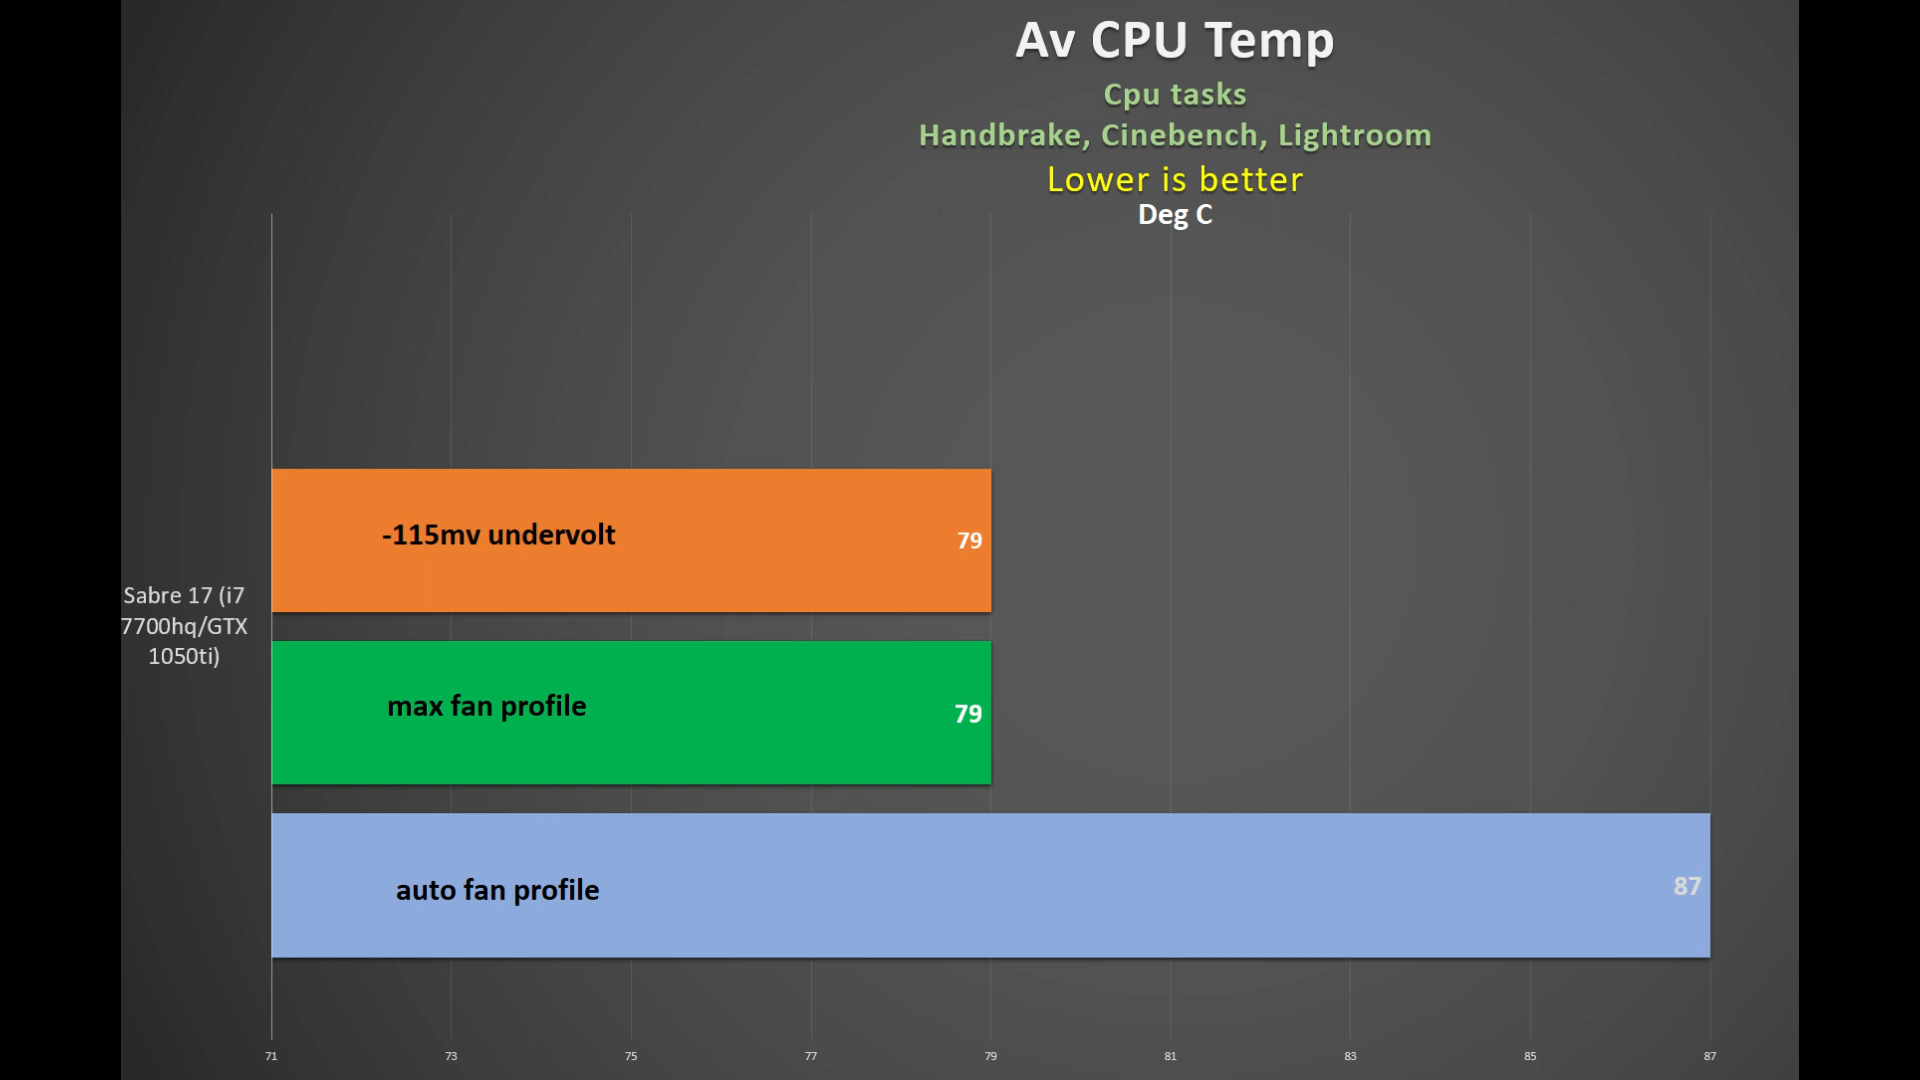 Av CPU Temp
Cpu tasks
Handbrake, Cinebench, Lightroom
Lower is better
Deg C
-115mv undervolt
79
Sabre 17 (i7
7700hq/GTX
1050ti)
max fan profile
79
auto fan profile
87
71 73 75 77 79 81 83 85 87